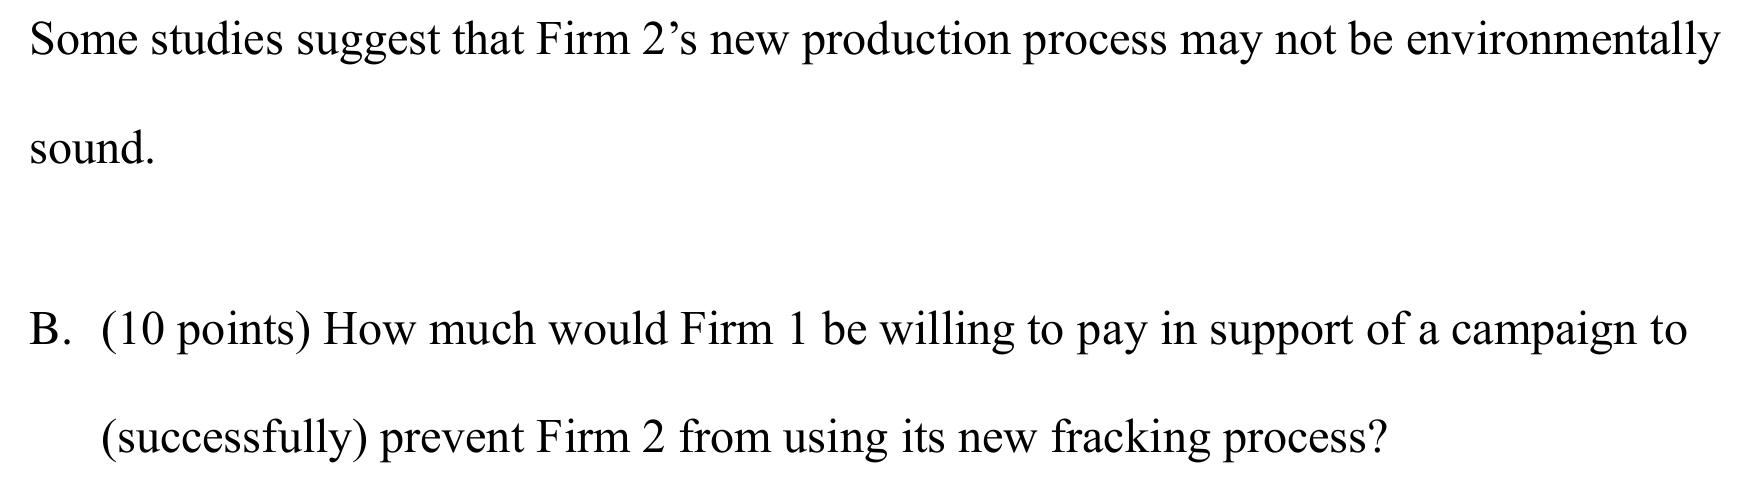 Some studies suggest that Firm 2’s new production process may not be environmentally
sound.
B. (10 points) How much would Firm 1 be willing to pay in support of a campaign to
(successfully) prevent Firm 2 from using its new fracking process?